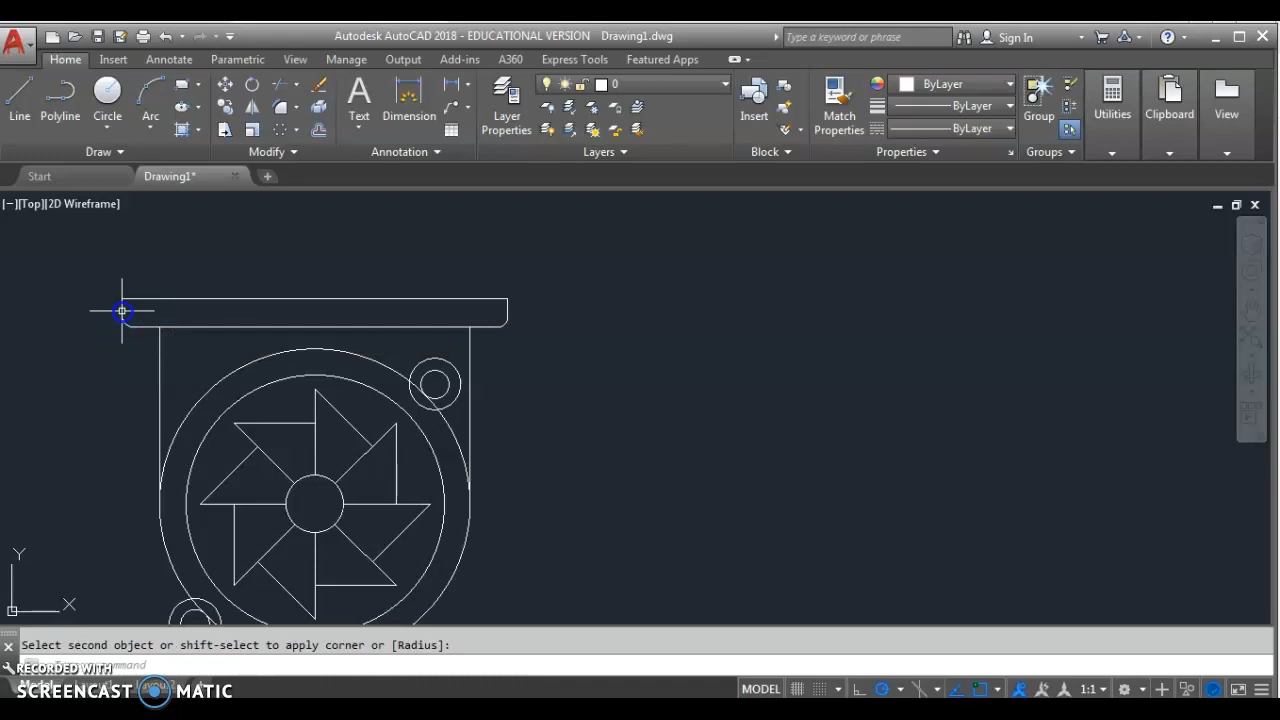 Autodesk AutoCAD 2018 - EDUCATIONAL VERSION Drawing1.dwg
Type a keyword or phrase
Sign In
Home Insert Annotate Parametric View Manage Output Add-ins A360 Express Tools Featured Apps
Line Polyline Circle Arc
Text Dimension
Layer Properties
0
Insert
Match Properties
ByLayer
ByLayer
ByLayer
Group
Utilities
Clipboard
View
Draw Modify Annotation Layers Block Properties Groups
Start Drawing1*
[−][Top][2D Wireframe]
Y
X
Select second object or shift-select to apply corner or [Radius]:
command
RECORDED WITH
SCREENCAST MATIC
MODEL 1:1